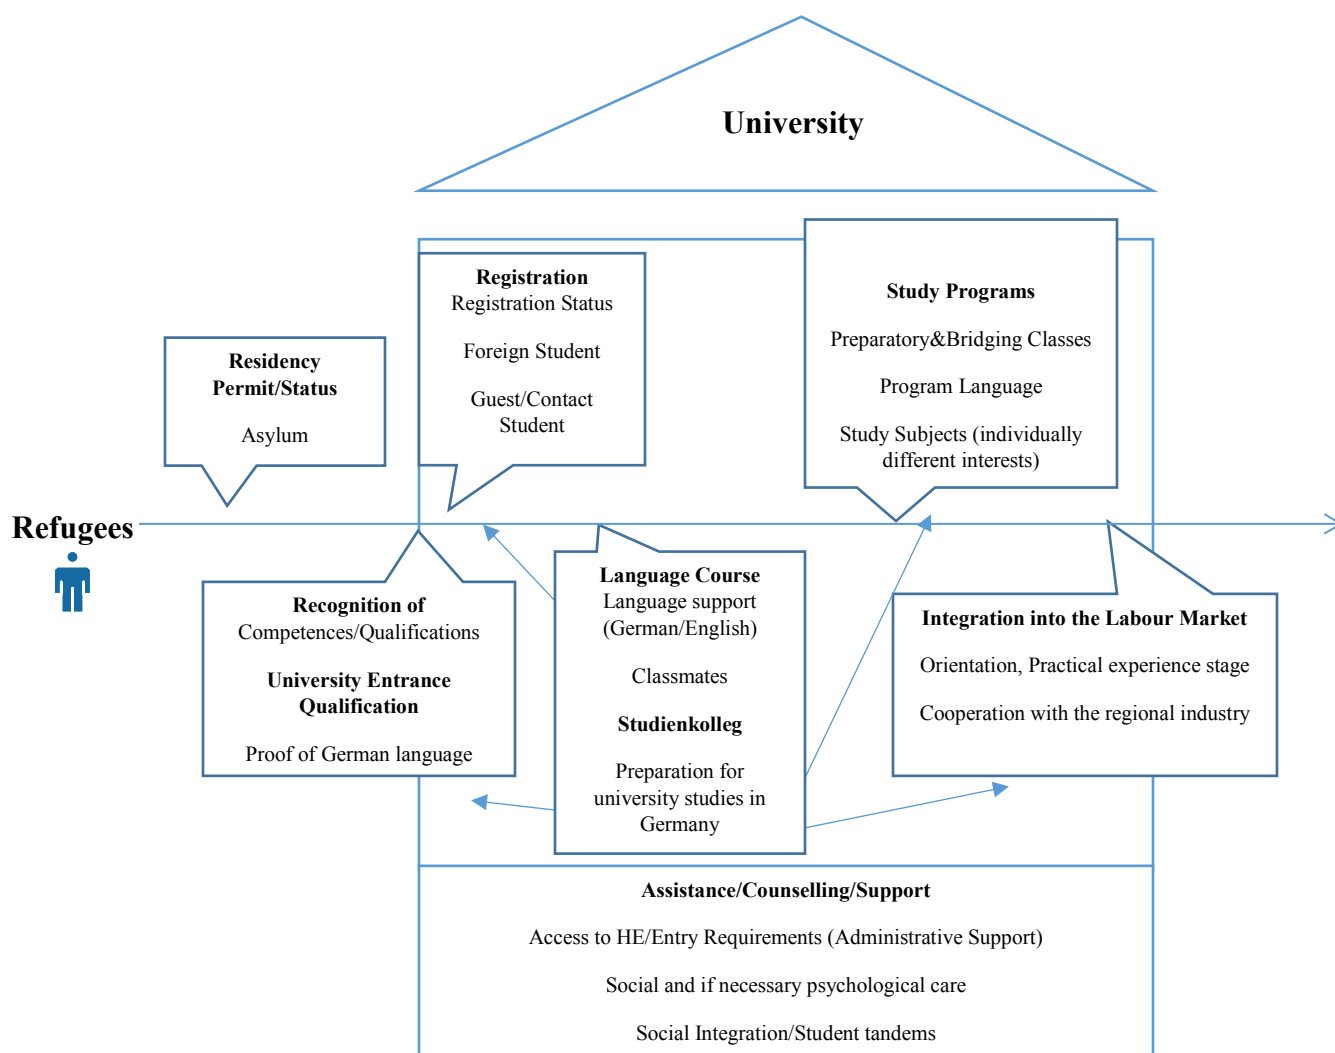 University
Registration
Registration Status
Foreign Student
Guest/Contact
Student
Study Programs
Preparatory&Bridging Classes
Program Language
Study Subjects (individually
different interests)
Residency
Permit/Status
Asylum
Refugees
Recognition of
Competences/Qualifications
University Entrance
Qualification
Proof of German language
Language Course
Language support
(German/English)
Classmates
Studienkolleg
Preparation for
university studies in
Germany
Integration into the Labour Market
Orientation, Practical experience stage
Cooperation with the regional industry
Assistance/Counselling/Support
Access to HE/Entry Requirements (Administrative Support)
Social and if necessary psychological care
Social Integration/Student tandems